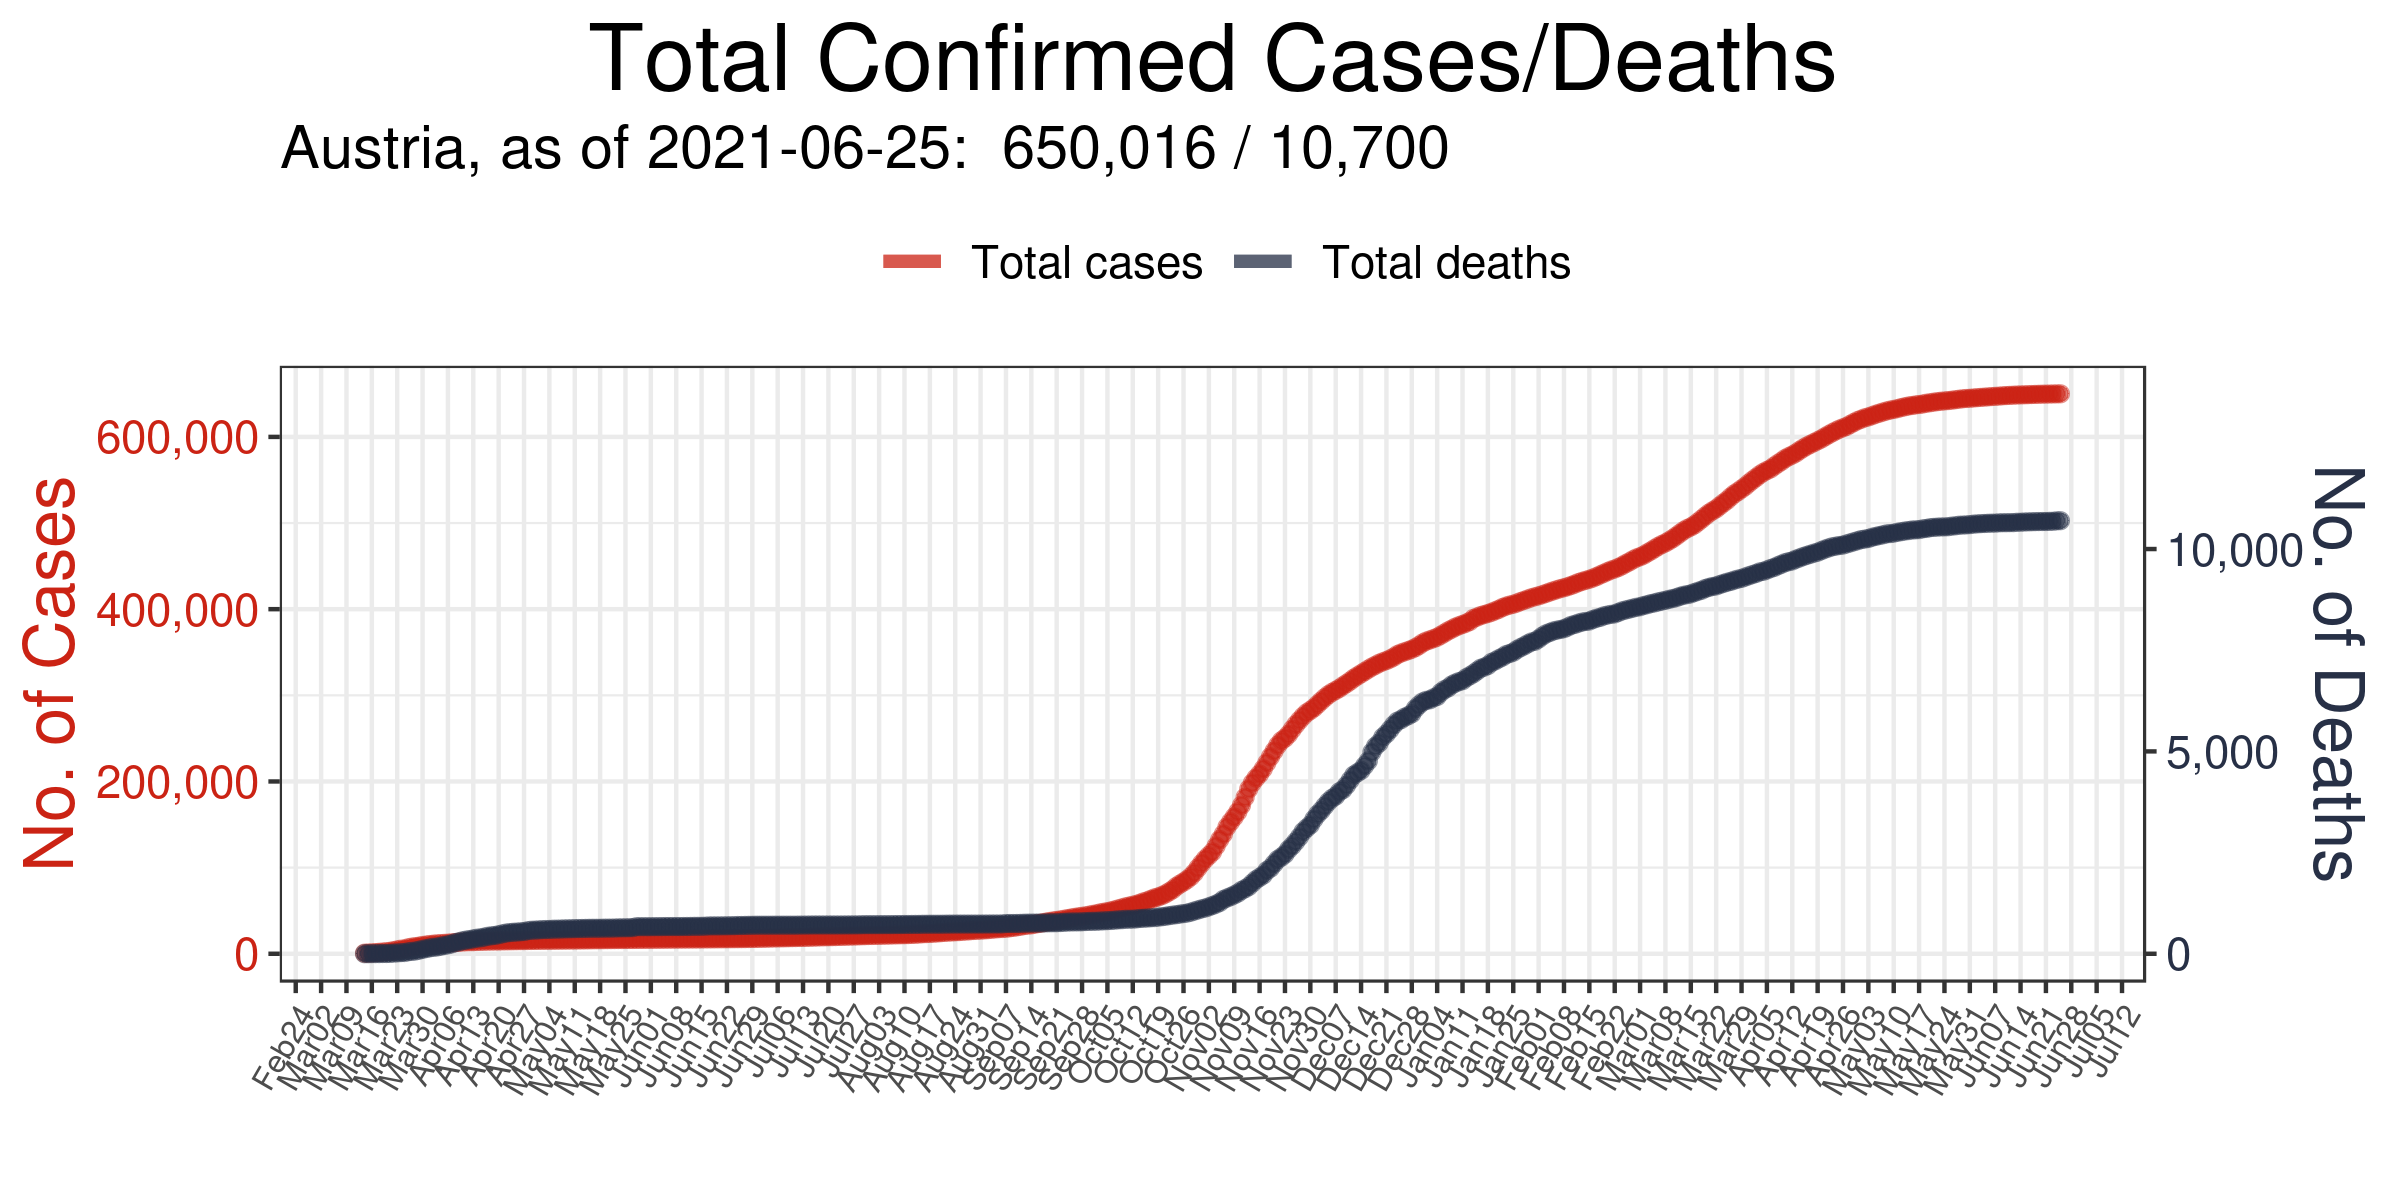 Total Confirmed Cases/Deaths
Austria, as of 2021-06-25:  650,016 / 10,700
Total cases
Total deaths
No. of Cases
600,000
400,000
200,000
0
10,000
5,000
0
No. of Deaths
Feb24
Mar02
Mar09
Mar16
Mar23
Mar30
Apr06
Apr13
Apr20
Apr27
May04
May11
May18
May25
Jun01
Jun08
Jun15
Jun22
Jun29
Jul06
Jul13
Jul20
Jul27
Aug03
Aug10
Aug17
Aug24
Aug31
Sep07
Sep14
Sep21
Sep28
Oct05
Oct12
Oct19
Oct26
Nov02
Nov09
Nov16
Nov23
Nov30
Dec07
Dec14
Dec21
Dec28
Jan04
Jan11
Jan18
Jan25
Feb01
Feb08
Feb15
Feb22
Mar01
Mar08
Mar15
Mar22
Mar29
Apr05
Apr12
Apr19
Apr26
May03
May10
May17
May24
May31
Jun07
Jun14
Jun21
Jun28
Jul05
Jul12